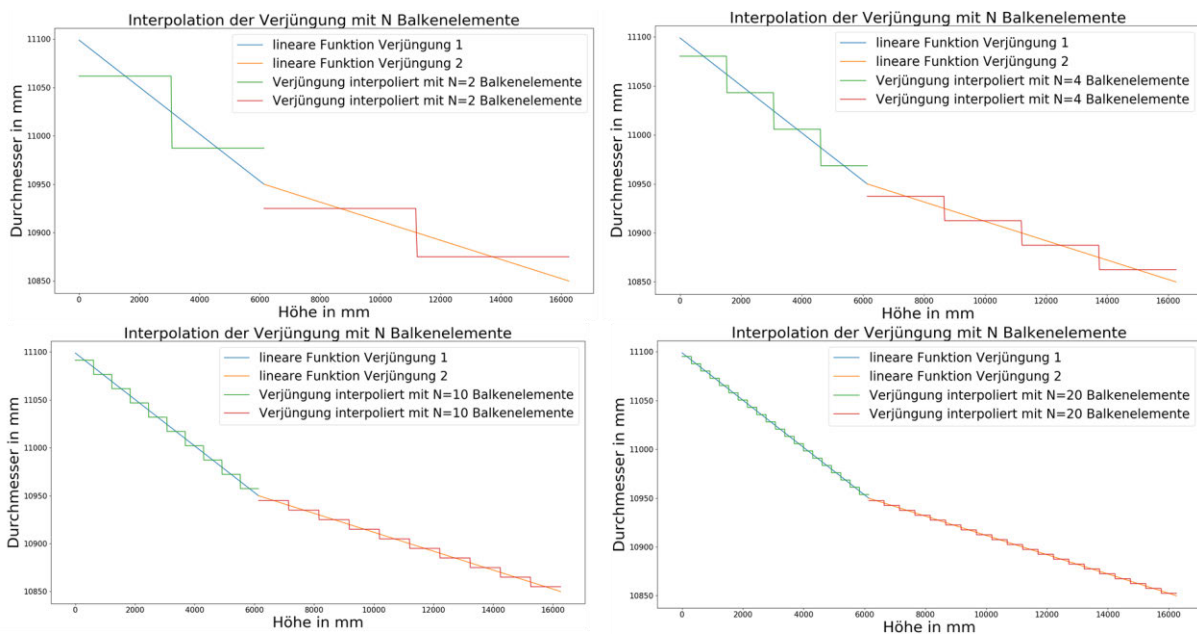 Interpolation der Verjüngung mit N Balkenelemente
lineare Funktion Verjüngung 1
lineare Funktion Verjüngung 2
Verjüngung interpoliert mit N=2 Balkenelemente
Verjüngung interpoliert mit N=2 Balkenelemente
Durchmesser in mm
11100
11050
11000
10950
10900
10850
0 2000 4000 6000 8000 10000 12000 14000 16000
Höhe in mm
Interpolation der Verjüngung mit N Balkenelemente
lineare Funktion Verjüngung 1
lineare Funktion Verjüngung 2
Verjüngung interpoliert mit N=4 Balkenelemente
Verjüngung interpoliert mit N=4 Balkenelemente
Durchmesser in mm
11100
11050
11000
10950
10900
10850
0 2000 4000 6000 8000 10000 12000 14000 16000
Höhe in mm
Interpolation der Verjüngung mit N Balkenelemente
lineare Funktion Verjüngung 1
lineare Funktion Verjüngung 2
Verjüngung interpoliert mit N=10 Balkenelemente
Verjüngung interpoliert mit N=10 Balkenelemente
Durchmesser in mm
11100
11050
11000
10950
10900
10850
0 2000 4000 6000 8000 10000 12000 14000 16000
Höhe in mm
Interpolation der Verjüngung mit N Balkenelemente
lineare Funktion Verjüngung 1
lineare Funktion Verjüngung 2
Verjüngung interpoliert mit N=20 Balkenelemente
Verjüngung interpoliert mit N=20 Balkenelemente
Durchmesser in mm
11100
11050
11000
10950
10900
10850
0 2000 4000 6000 8000 10000 12000 14000 16000
Höhe in mm